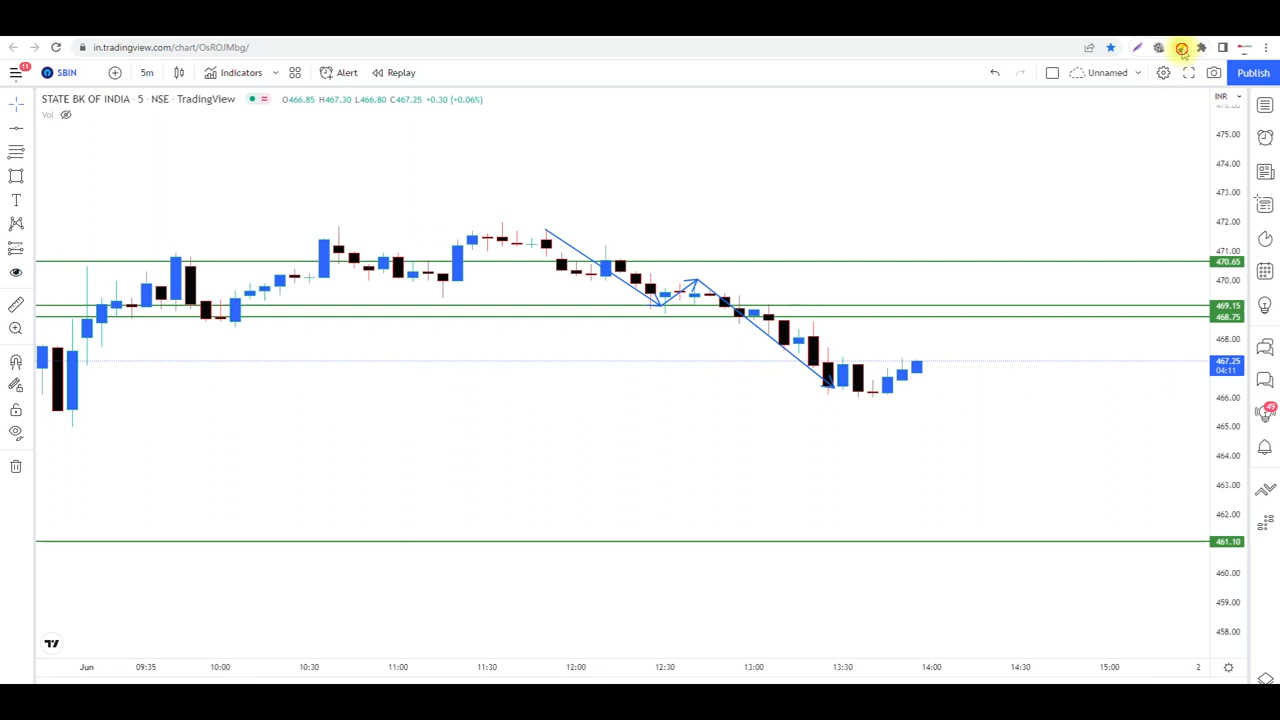 in.tradingview.com/chart/OsROJMbg/
11
SBIN
5m
Indicators
Alert
Replay
Unnamed
Publish
STATE BK OF INDIA · 5 · NSE · TradingView
O466.85 H467.30 L466.80 C467.25 +0.30 (+0.06%)
INR
Vol
475.00
474.00
473.00
472.00
471.00
470.65
470.00
469.15
468.75
467.25
04:11
466.00
465.00
464.00
463.00
462.00
461.10
460.00
459.00
458.00
49
Jun
09:35
10:00
10:30
11:00
11:30
12:00
12:30
13:00
13:30
14:00
14:30
15:00
2